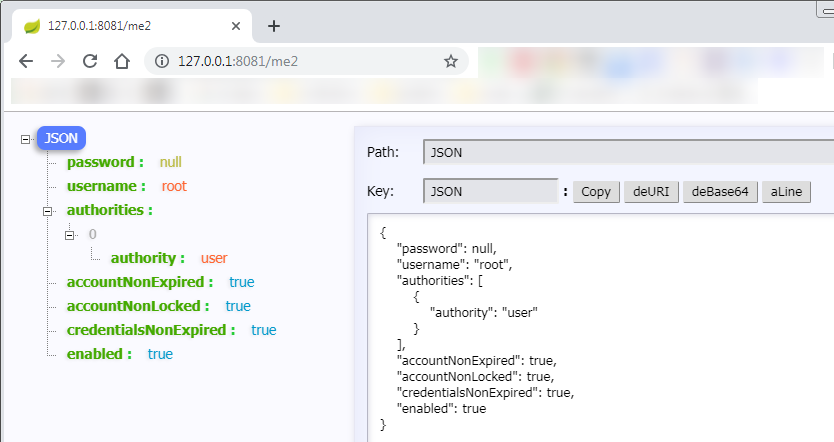 127.0.0.1:8081/me2
127.0.0.1:8081/me2
JSON
password : null
username : root
authorities :
0
authority : user
accountNonExpired : true
accountNonLocked : true
credentialsNonExpired : true
enabled : true
Path: JSON
Key: JSON : Copy deURI deBase64 aLine
{
"password": null,
"username": "root",
"authorities": [
{
"authority": "user"
}
],
"accountNonExpired": true,
"accountNonLocked": true,
"credentialsNonExpired": true,
"enabled": true
}